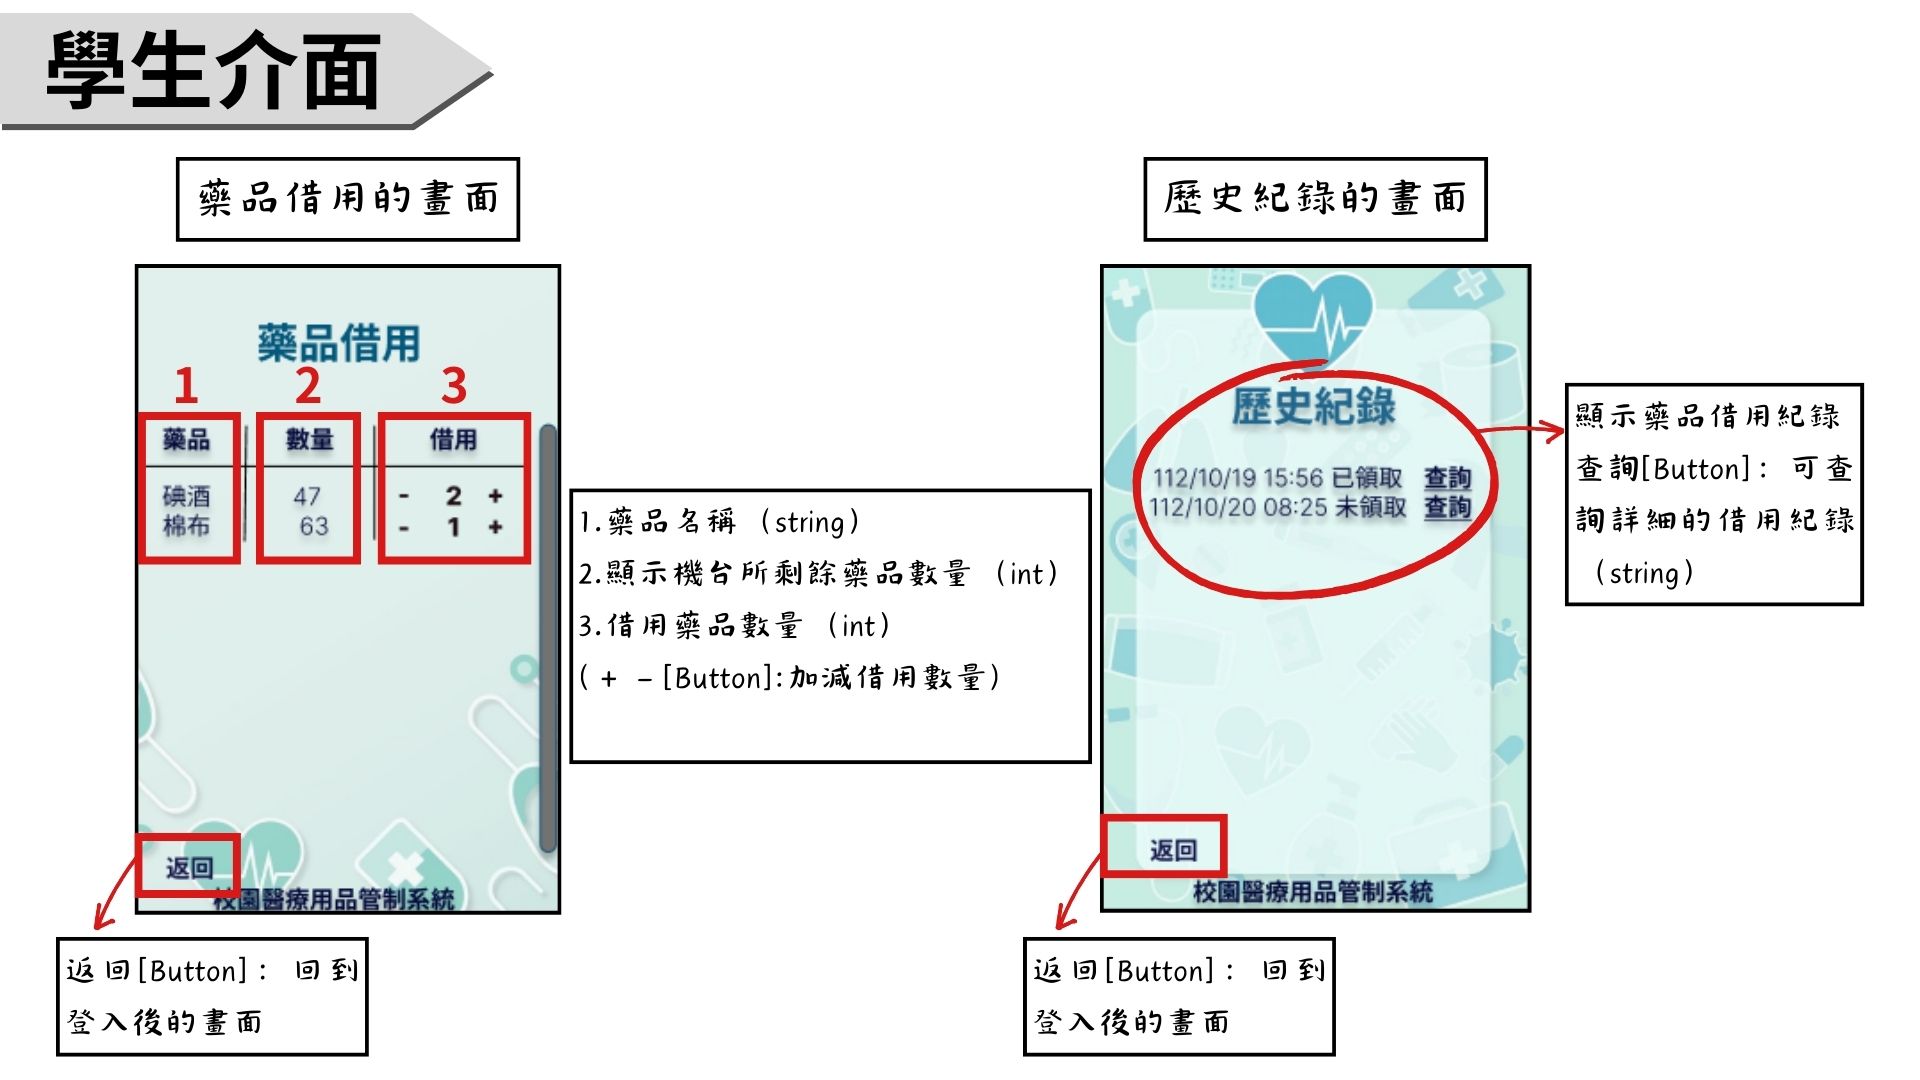 學生介面
藥品借用的畫面
藥品借用
1 2 3
藥品 數量 借用
碘酒 47 - 2 +
棉布 63 - 1 +
返回
校園醫療用品管制系統
返回[Button]：回到
登入後的畫面
1.藥品名稱（string）
2.顯示機台所剩餘藥品數量（int）
3.借用藥品數量（int）
（+ －[Button]:加減借用數量）
歷史紀錄的畫面
歷史紀錄
112/10/19 15:56 已領取 查詢
112/10/20 08:25 未領取 查詢
返回
校園醫療用品管制系統
顯示藥品借用紀錄
查詢[Button]：可查
詢詳細的借用紀錄
（string）
返回[Button]：回到
登入後的畫面